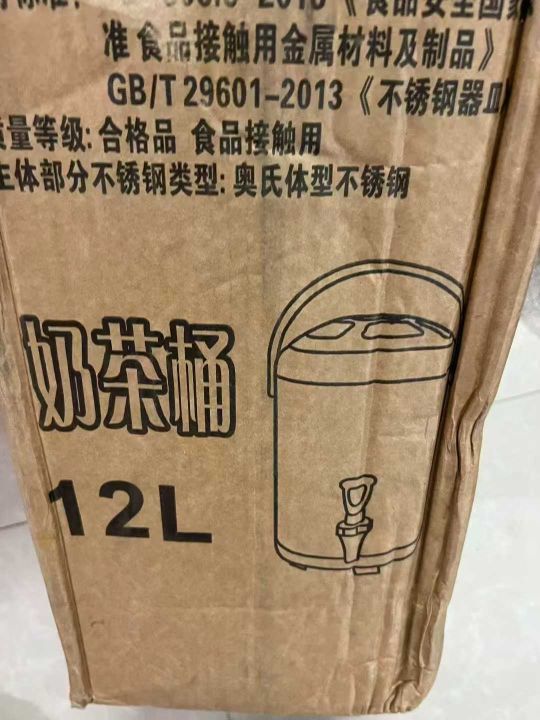 准 食品接触用金属材料及制品》
GB/T 29601-2013 《不锈钢器皿
质量等级: 合格品 食品接触用
主体部分不锈钢类型: 奥氏体型不锈钢
奶茶桶
12L